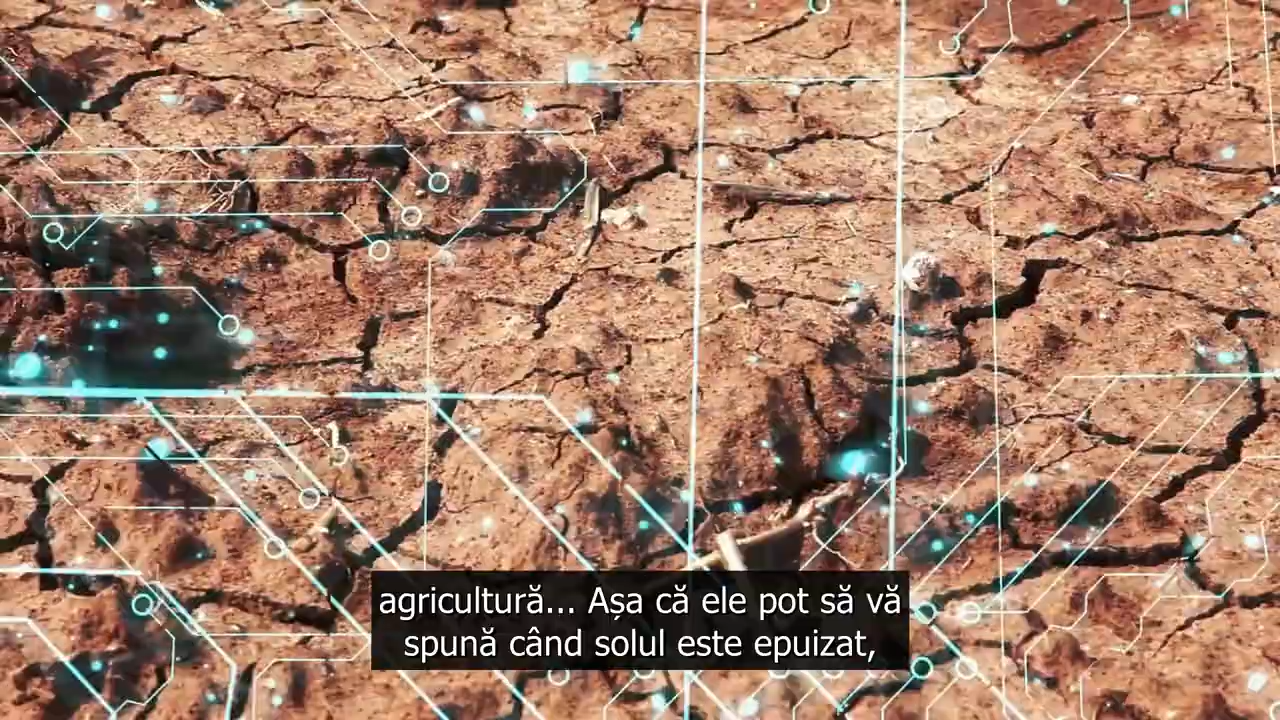 agricultură... Așa că ele pot să vă
spună când solul este epuizat,